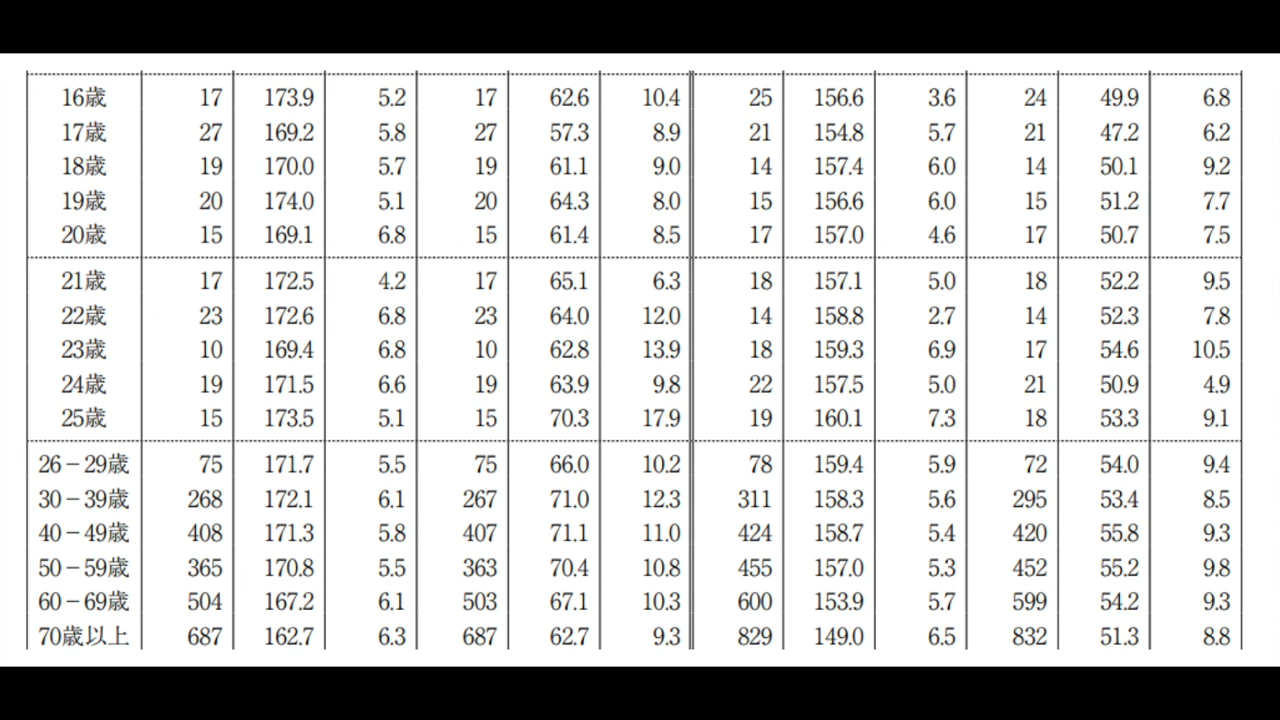 16歳 17 173.9 5.2 17 62.6 10.4 25 156.6 3.6 24 49.9 6.8
17歳 27 169.2 5.8 27 57.3 8.9 21 154.8 5.7 21 47.2 6.2
18歳 19 170.0 5.7 19 61.1 9.0 14 157.4 6.0 14 50.1 9.2
19歳 20 174.0 5.1 20 64.3 8.0 15 156.6 6.0 15 51.2 7.7
20歳 15 169.1 6.8 15 61.4 8.5 17 157.0 4.6 17 50.7 7.5
21歳 17 172.5 4.2 17 65.1 6.3 18 157.1 5.0 18 52.2 9.5
22歳 23 172.6 6.8 23 64.0 12.0 14 158.8 2.7 14 52.3 7.8
23歳 10 169.4 6.8 10 62.8 13.9 18 159.3 6.9 17 54.6 10.5
24歳 19 171.5 6.6 19 63.9 9.8 22 157.5 5.0 21 50.9 4.9
25歳 15 173.5 5.1 15 70.3 17.9 19 160.1 7.3 18 53.3 9.1
26－29歳 75 171.7 5.5 75 66.0 10.2 78 159.4 5.9 72 54.0 9.4
30－39歳 268 172.1 6.1 267 71.0 12.3 311 158.3 5.6 295 53.4 8.5
40－49歳 408 171.3 5.8 407 71.1 11.0 424 158.7 5.4 420 55.8 9.3
50－59歳 365 170.8 5.5 363 70.4 10.8 455 157.0 5.3 452 55.2 9.8
60－69歳 504 167.2 6.1 503 67.1 10.3 600 153.9 5.7 599 54.2 9.3
70歳以上 687 162.7 6.3 687 62.7 9.3 829 149.0 6.5 832 51.3 8.8